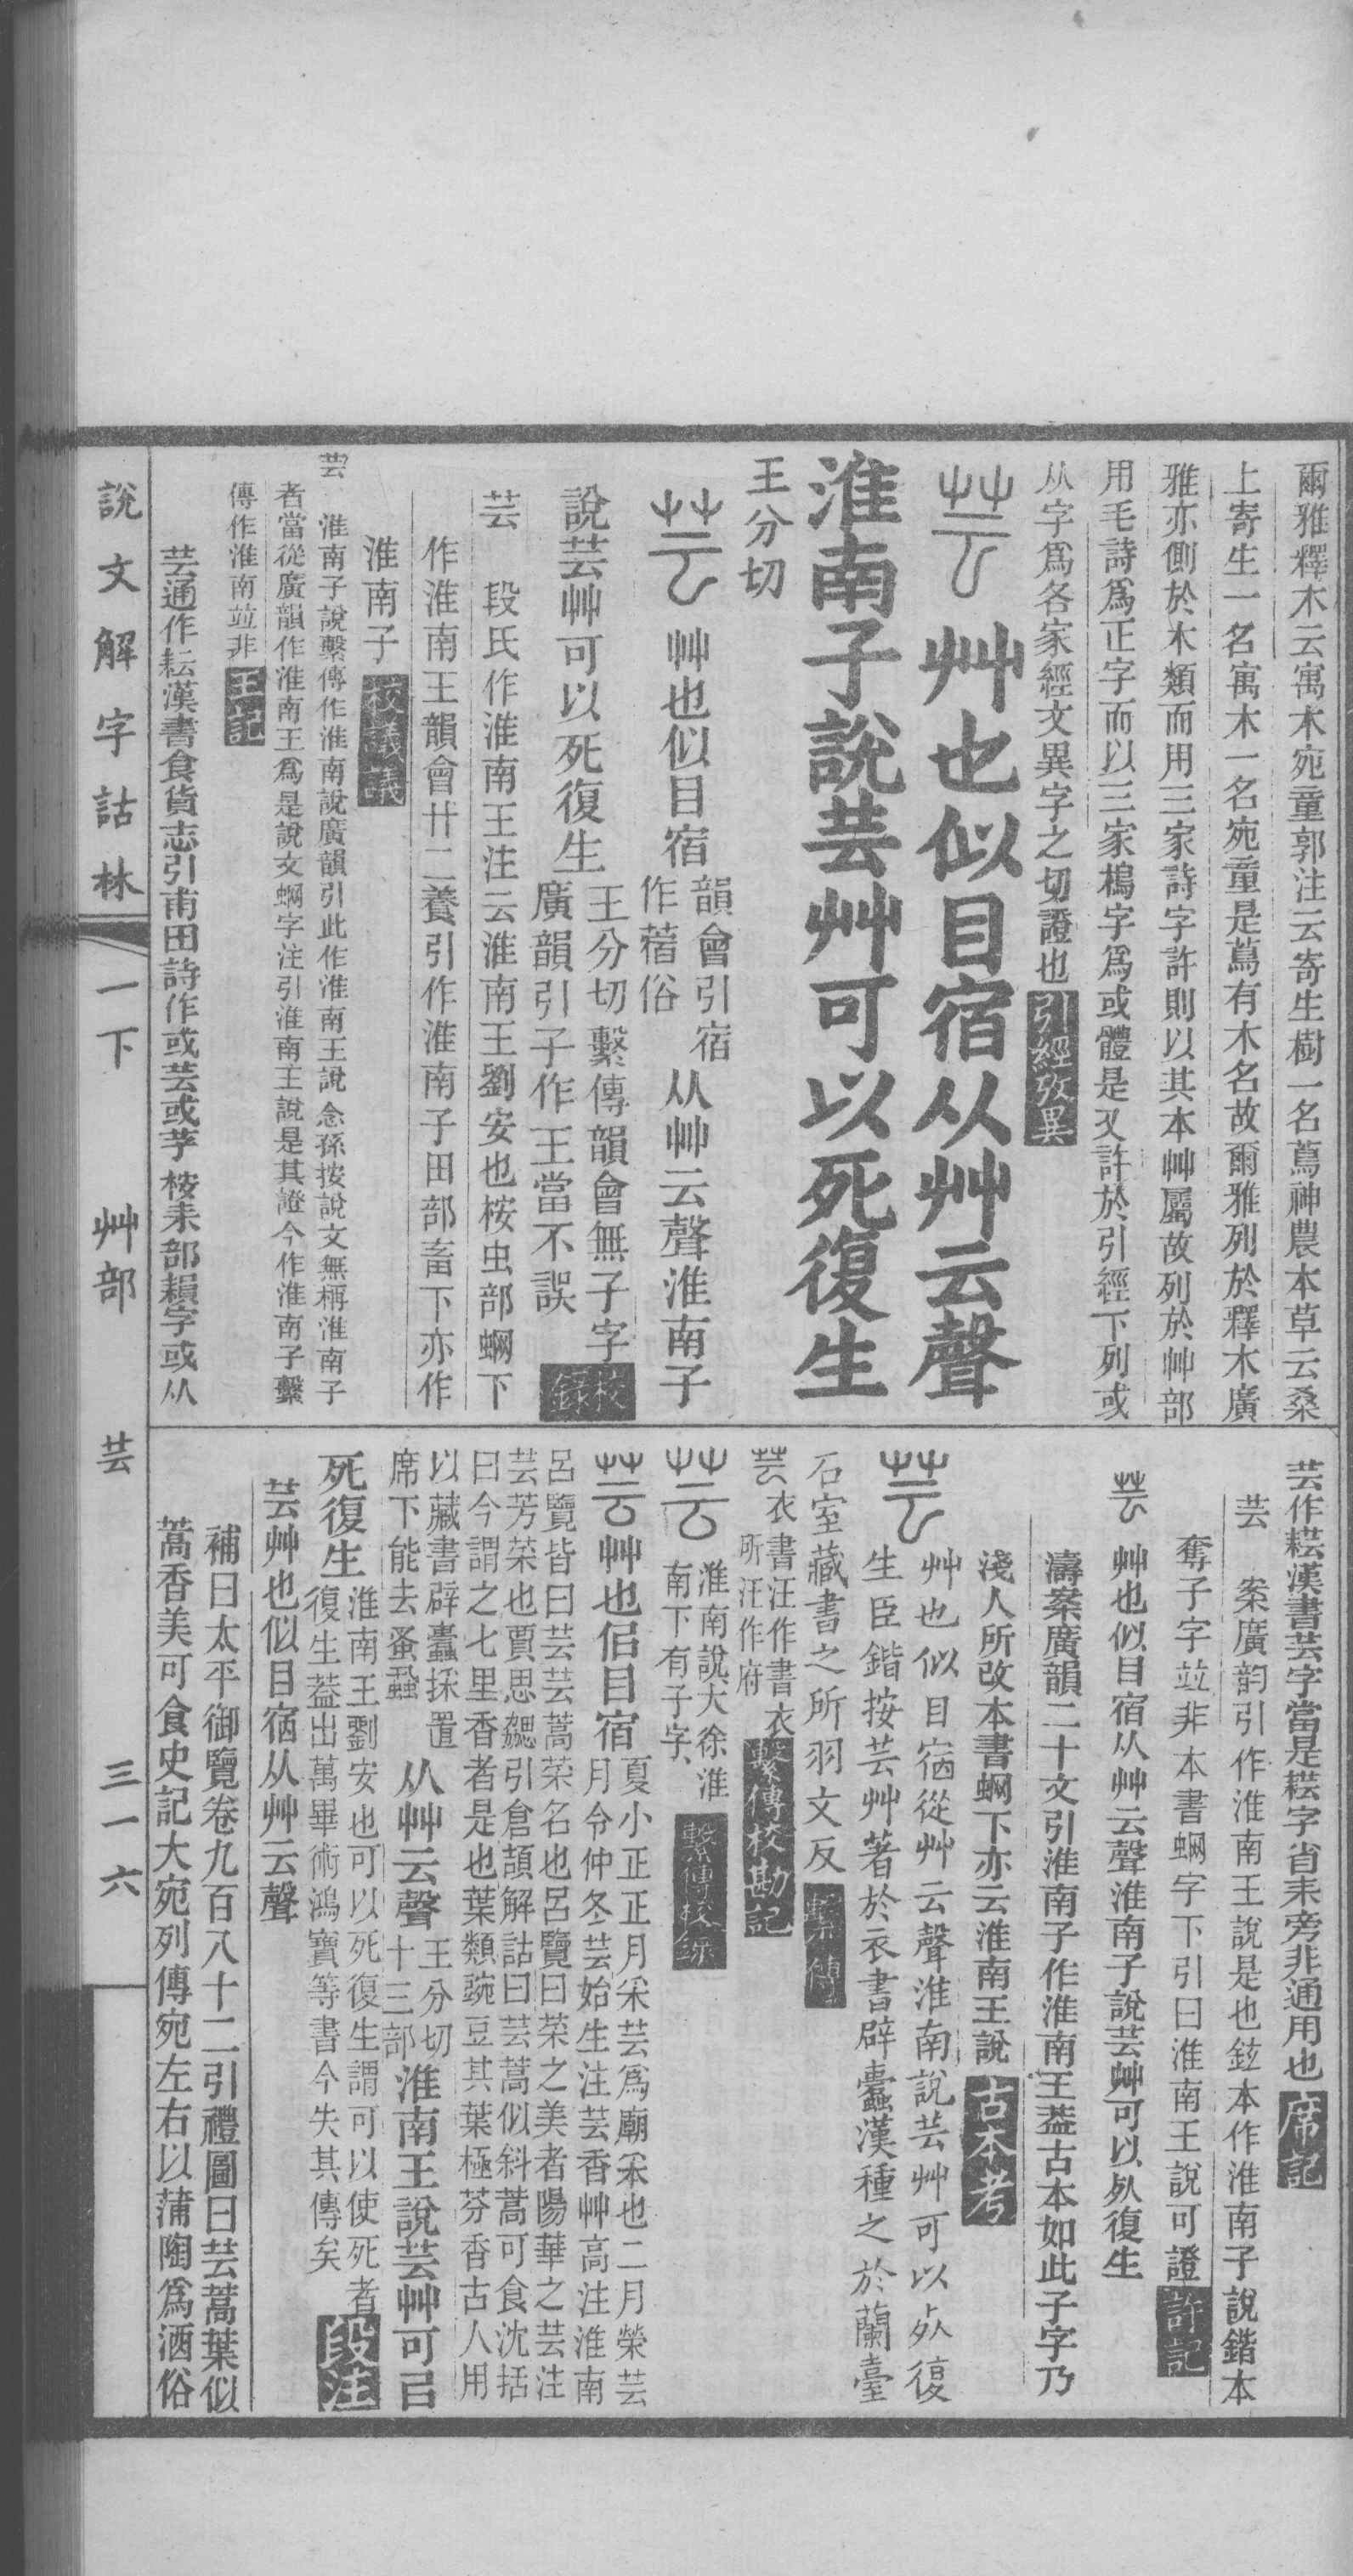 爾雅釋木云寓木宛童郭注云寄生樹一名蔦神農本草云桑
上寄生一名寓木一名宛童是蔦有木名故爾雅列於釋木廣
雅亦側於木類而用三家詩字許則以其本艸屬故列於艸部
用毛詩爲正字而以三家樢字爲或體是又許於引經下列或
从字爲各家經文異字之切證也引經攷異
艸也似目宿从艸云聲
淮南子說芸艸可以死復生
王分切
艸也似目宿
韻會引宿
作蓿俗
从艸云聲淮南子
說芸艸可以死復生
王分切繫傳韻會無子字
廣韻引子作王當不誤
校錄
芸 段氏作淮南王注云淮南王劉安也桉虫部蜩下
作淮南王韻會廿二養引作淮南子田部畜下亦作
淮南子校議議
芸 淮南子說繫傳作淮南說廣韻引此作淮南王說念孫按說文無稱淮南子
者當從廣韻作淮南王爲是說文蜩字注引淮南王說是其證今作淮南子繫
傳作淮南竝非王記
芸通作耘漢書食貨志引甫田詩作或芸或芓桉耒部䎱字或从
芸作𦔐漢書芸字當是𦔐字省耒旁非通用也席記
芸 案廣韵引作淮南王說是也鉉本作淮南子說鍇本
奪子字竝非本書蜩字下引曰淮南王說可證許記
艸也似目宿从艸云聲淮南子說芸艸可以𣦸復生
濤案廣韻二十文引淮南子作淮南王葢古本如此子字乃
淺人所改本書蜩下亦云淮南王說古本考
艸也似目宿從艸云聲淮南說芸艸可以𣦸復
生臣鍇按芸艸著於衣書辟蠹漢種之於蘭臺
石室藏書之所羽文反繫傳
芸衣書汪作書衣
所汪作府
繫傳校勘記
淮南說大徐淮
南下有子字
繫傳校錄
艸也佀目宿
夏小正正月采芸爲廟采也二月榮芸
月令仲冬芸始生注芸香艸高注淮南
呂覽皆曰芸芸蒿菜名也呂覽曰菜之美者陽華之芸注
芸芳菜也賈思勰引倉頡解詁曰芸蒿似斜蒿可食沈括
曰今謂之七里香者是也葉類豌豆其葉極芬香古人用
以藏書辟蠹採置
席下能去蚤蝨
从艸云聲
王分切
十三部
淮南王說芸艸可㠯
死復生
淮南王劉安也可以死復生謂可以使死者
復生葢出萬畢術鴻寶等書今失其傳矣
段注
芸艸也似目宿从艸云聲
補曰太平御覽卷九百八十二引禮圖曰芸蒿葉似
蒿香美可食史記大宛列傳宛左右以蒲陶爲酒俗
說文解字詁林 一下 艸部 芸 三一六